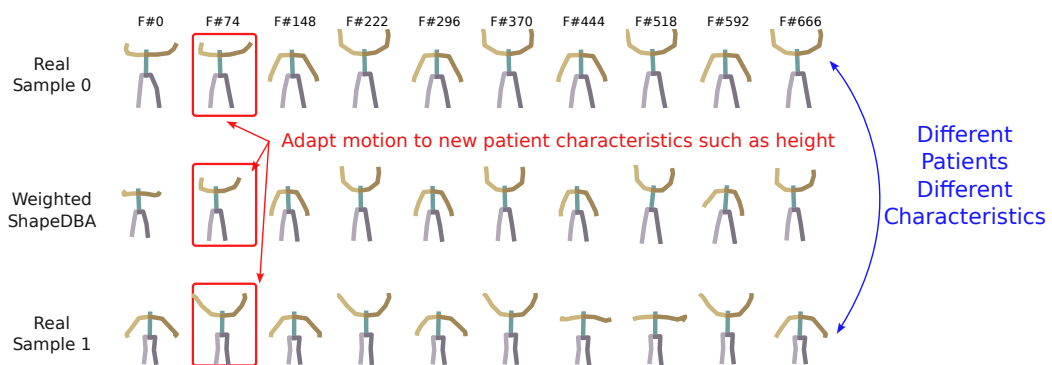 F#0 F#74 F#148 F#222 F#296 F#370 F#444 F#518 F#592 F#666
Real
Sample 0
Adapt motion to new patient characteristics such as height
Different
Patients
Different
Characteristics
Weighted
ShapeDBA
Real
Sample 1